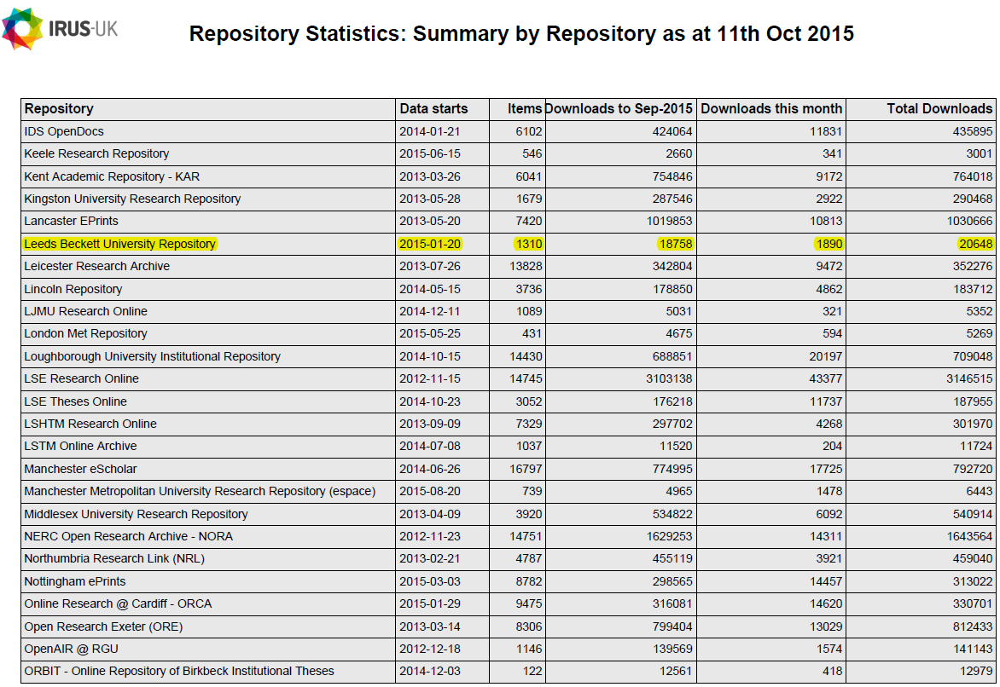 IRUS-UK
Repository Statistics: Summary by Repository as at 11th Oct 2015
Repository Data starts Items Downloads to Sep-2015 Downloads this month Total Downloads
IDS OpenDocs 2014-01-21 6102 424064 11831 435895
Keele Research Repository 2015-06-15 546 2660 341 3001
Kent Academic Repository - KAR 2013-03-26 6041 754846 9172 764018
Kingston University Research Repository 2013-05-28 1679 287546 2922 290468
Lancaster EPrints 2013-05-20 7420 1019853 10813 1030666
Leeds Beckett University Repository 2015-01-20 1310 18758 1890 20648
Leicester Research Archive 2013-07-26 13828 342804 9472 352276
Lincoln Repository 2014-05-15 3736 178850 4862 183712
LJMU Research Online 2014-12-11 1089 5031 321 5352
London Met Repository 2015-05-25 431 4675 594 5269
Loughborough University Institutional Repository 2014-10-15 14430 688851 20197 709048
LSE Research Online 2012-11-15 14745 3103138 43377 3146515
LSE Theses Online 2014-10-23 3052 176218 11737 187955
LSHTM Research Online 2013-09-09 7329 297702 4268 301970
LSTM Online Archive 2014-07-08 1037 11520 204 11724
Manchester eScholar 2014-06-26 16797 774995 17725 792720
Manchester Metropolitan University Research Repository (espace) 2015-08-20 739 4965 1478 6443
Middlesex University Research Repository 2013-04-09 3920 534822 6092 540914
NERC Open Research Archive - NORA 2012-11-23 14751 1629253 14311 1643564
Northumbria Research Link (NRL) 2013-02-21 4787 455119 3921 459040
Nottingham ePrints 2015-03-03 8782 298565 14457 313022
Online Research @ Cardiff - ORCA 2015-01-29 9475 316081 14620 330701
Open Research Exeter (ORE) 2013-03-14 8306 799404 13029 812433
OpenAIR @ RGU 2012-12-18 1146 139569 1574 141143
ORBIT - Online Repository of Birkbeck Institutional Theses 2014-12-03 122 12561 418 12979